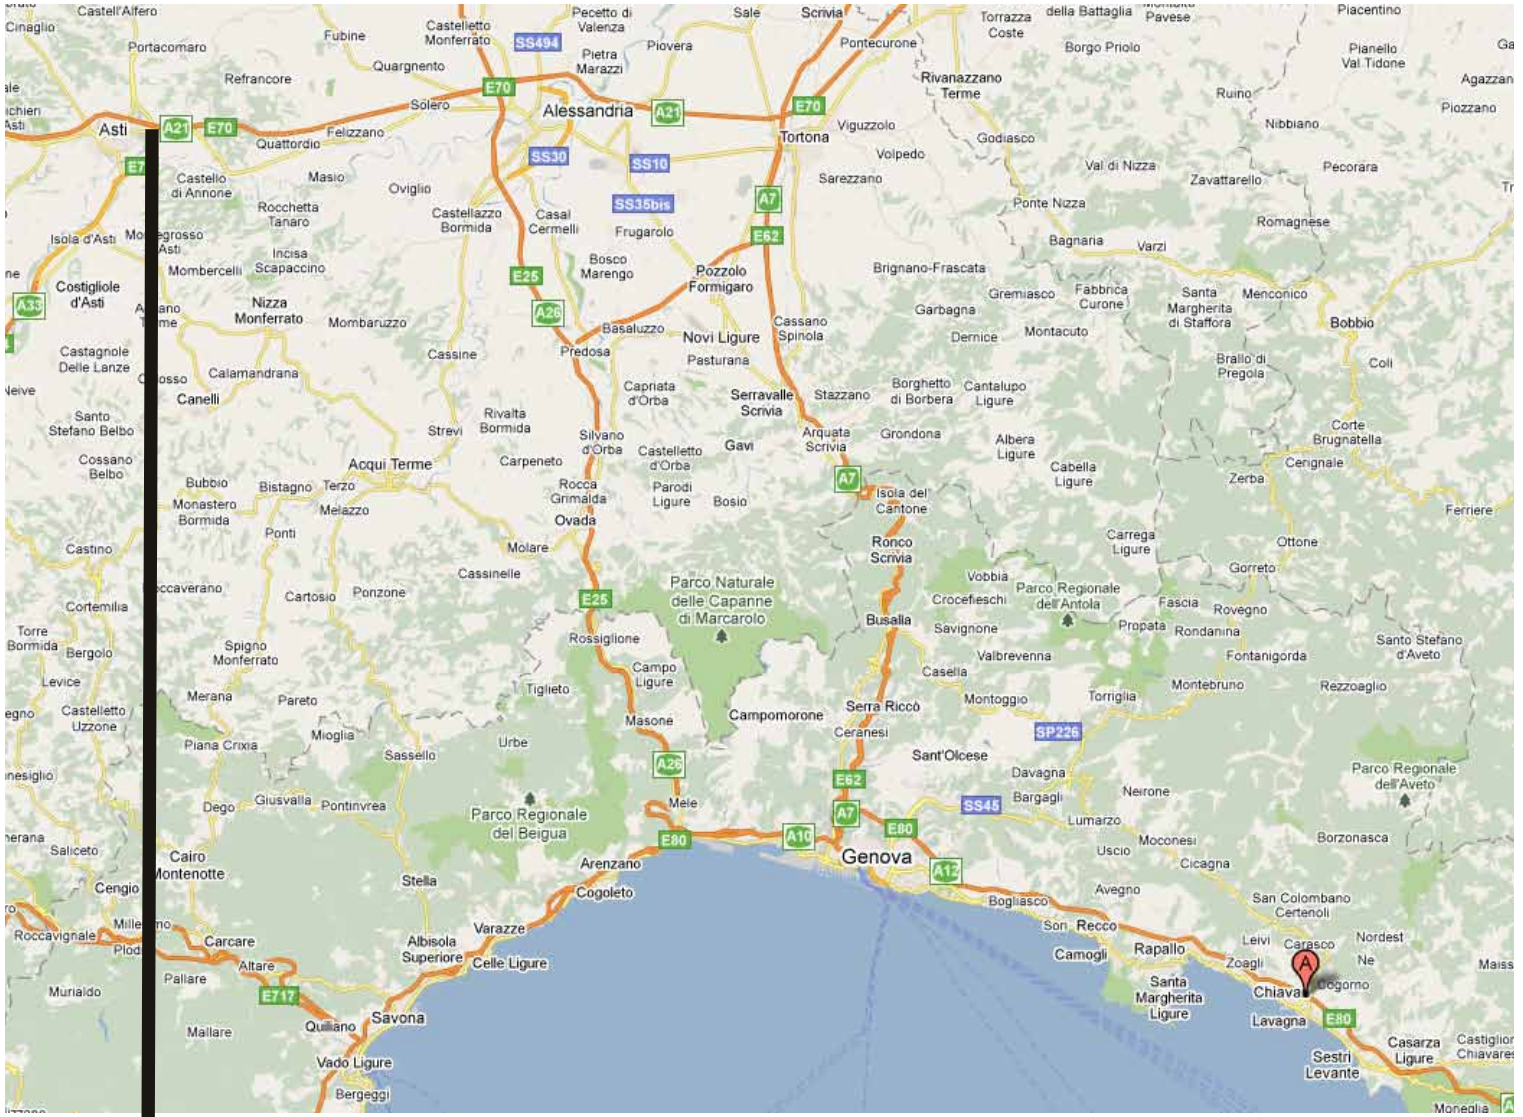 Cinaglio
Castell'Alfero
Portacomaro
Fubine
Castelletto
Monferrato
SS494
Pecetto di
Valenza
Sale
Scrivia
Torrazza
Coste
della Battaglia
Pavese
Piacentino
Quargnento
Pietra
Marazzi
Piovera
Pontecurone
Borgo Priolo
Pianello
Val Tidone
Refrancore
E70
Solero
Alessandria
A21
E70
Rivanazzano
Terme
Ruino
Agazzan
Piozzano
Asti
A21
E70
Felizzano
Quattordio
Tortona
Viguzzolo
Godiasco
Nibbiano
SS30
SS10
Volpedo
Val di Nizza
Pecorara
Castello
di Annone
Masio
Oviglio
Sarezzano
Zavattarello
Rocchetta
Tanaro
Castellazzo
Bormida
Casal
Cermelli
SS35bis
A7
Ponte Nizza
Romagnese
Isola d'Asti
Frugarolo
E62
Bagnaria
Varzi
Incisa
Scapaccino
Mombercelli
Bosco
Marengo
Pozzolo
Formigaro
Brignano-Frascata
E25
Costigliole
d'Asti
A33
Nizza
Monferrato
Mombaruzzo
A26
Gremiasco
Fabbrica
Curone
Santa
Margherita
di Staffora
Menconico
Garbagna
Basaluzzo
Novi Ligure
Cassano
Spinola
Dernice
Montacuto
Bobbio
Castagnole
Delle Lanze
Cassine
Predosa
Pasturana
Brallo di
Pregola
Coli
Calamandrana
Canelli
Capriata
d'Orba
Serravalle
Scrivia
Stazzano
Borghetto
di Borbera
Cantalupo
Ligure
Neive
Santo
Stefano Belbo
Strevi
Rivalta
Bormida
Silvano
d'Orba
Gavi
Arquata
Scrivia
Grondona
Albera
Ligure
Corte
Brugnatella
Cossano
Belbo
Acqui Terme
Carpeneto
Castelletto
d'Orba
Cabella
Ligure
Cerignale
Zerba
Bubbio
Bistagno
Terzo
Rocca
Grimalda
Parodi
Ligure
Bosio
A7
Isola del
Cantone
Monastero
Bormida
Melazzo
Ovada
Ferriere
Ponti
Castino
Molare
Ronco
Scrivia
Carrega
Ligure
Ottone
Cassinelle
Gorreto
Cartosio
Ponzone
E25
Parco Naturale
delle Capanne
di Marcarolo
Vobbia
Parco Regionale
dell'Antola
Crocefieschi
Fascia
Rovegno
Cortemilia
Torre
Bormida
Bergolo
Spigno
Monferrato
Rossiglione
Busalla
Savignone
Propata
Rondanina
Santo Stefano
d'Aveto
Valbrevenna
Fontanigorda
Levice
Merana
Pareto
Tiglieto
Campo
Ligure
Casella
Montoggio
Torriglia
Montebruno
Rezzoaglio
Castelletto
Uzzone
Masone
Campomorone
Serra Riccò
Ceranesi
SP226
Piana Crixia
Mioglia
Sassello
Urbe
Sant'Olcese
A26
E62
Davagna
Bargagli
Neirone
Parco Regionale
dell'Aveto
Dego
Giusvalla
Pontinvrea
Parco Regionale
del Beigua
Mele
A7
SS45
E80
A10
E80
Lumarzo
Moconesi
Borzonasca
Saliceto
Cairo
Montenotte
Arenzano
Genova
A12
Uscio
Cicagna
Cengio
Stella
Cogoleto
Bogliasco
Avegno
San Colombano
Certenoli
Roccavignale
Carcare
Varazze
Sori
Recco
Leivi
Carasco
Nordest
Ne
Albisola
Superiore
Celle Ligure
Camogli
Rapallo
Zoagli
A
Altare
Pallare
Murialdo
E717
Santa
Margherita
Ligure
Cogorno
Savona
Lavagna
E80
Mallare
Quiliano
Vado Ligure
Bergeggi
Sestri
Levante
Casarza
Ligure
Moneglia